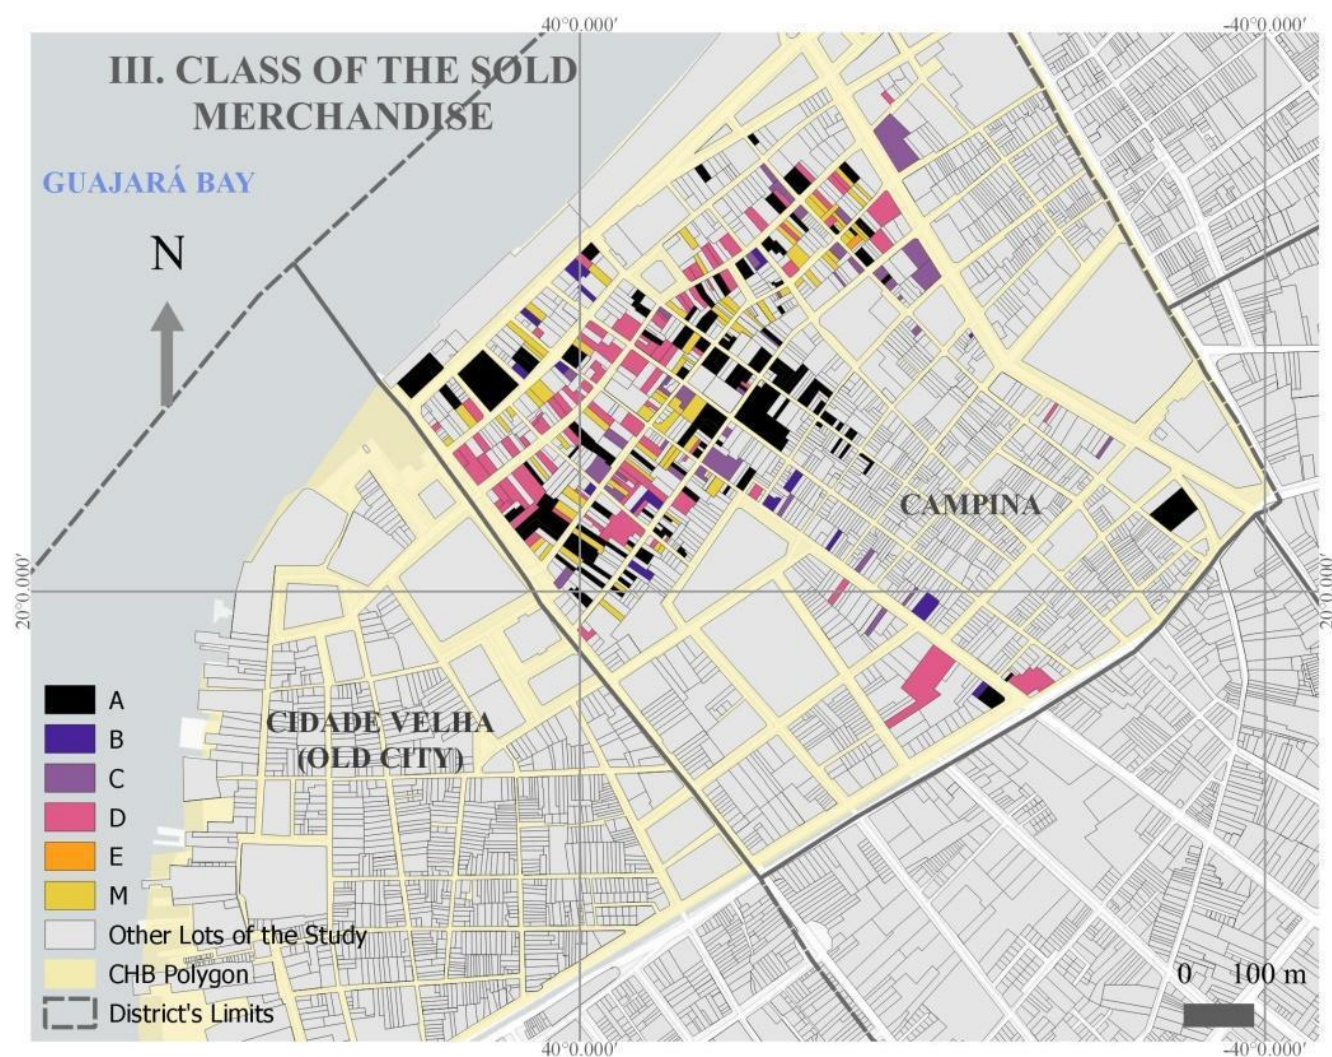 40°0.000′
-40°0.000′
III. CLASS OF THE SOLD
MERCHANDISE
GUAJARÁ BAY
N
CAMPINA
20°0.000′
20°0.000′
A
B
C
D
E
M
Other Lots of the Study
CHB Polygon
District's Limits
CIDADE VELHA
(OLD CITY)
0 100 m
40°0.000′
-40°0.000′